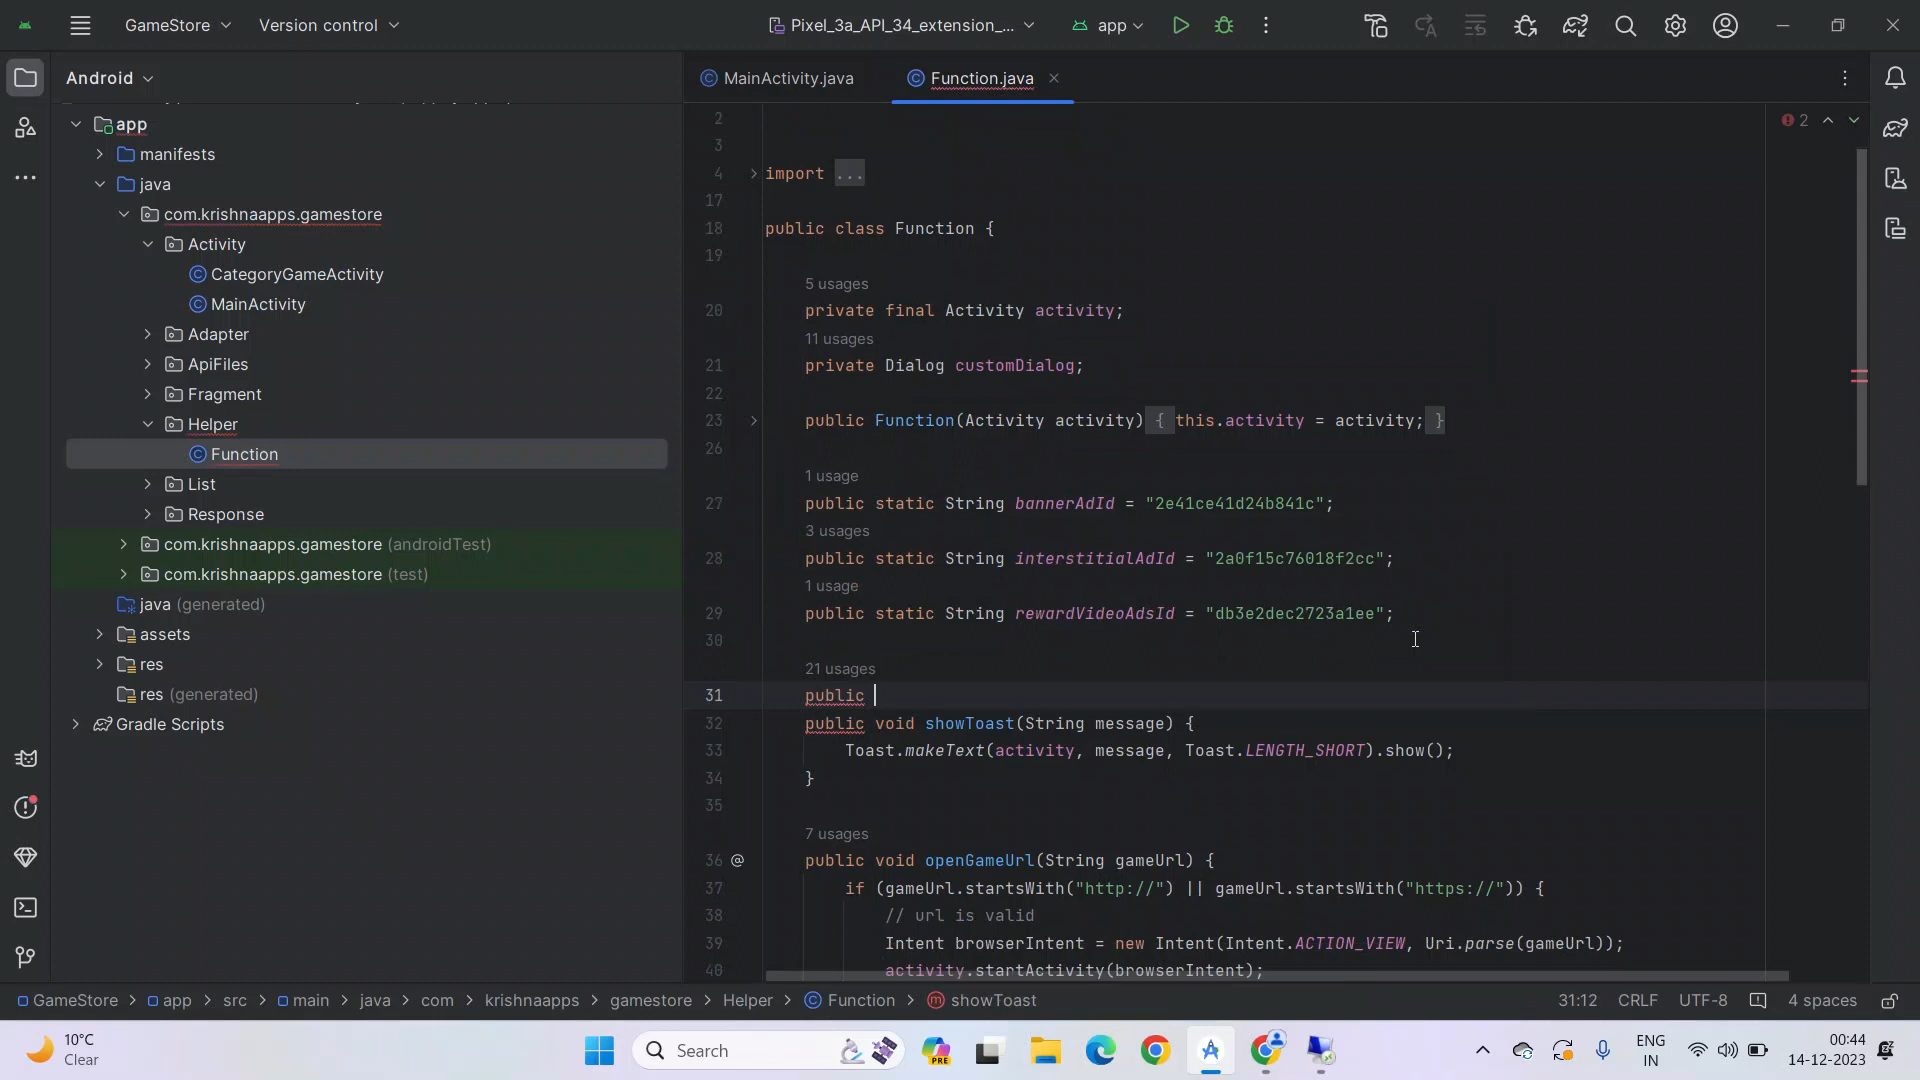 GameStore
Version control
Pixel_3a_API_34_extension_...
app
Android
MainActivity.java
Function.java
app
manifests
java
com.krishnaapps.gamestore
Activity
CategoryGameActivity
MainActivity
Adapter
ApiFiles
Fragment
Helper
Function
List
Response
com.krishnaapps.gamestore (androidTest)
com.krishnaapps.gamestore (test)
java (generated)
assets
res
res (generated)
Gradle Scripts
2
2
3
4 import ...
17
18 public class Function {
19
5 usages
20 private final Activity activity;
11 usages
21 private Dialog customDialog;
22
23 public Function(Activity activity) { this.activity = activity; }
26
1 usage
27 public static String bannerAdId = "2e41ce41d24b841c";
3 usages
28 public static String interstitialAdId = "2a0f15c76018f2cc";
1 usage
29 public static String rewardVideoAdsId = "db3e2dec2723a1ee";
30
21 usages
31 public
32 public void showToast(String message) {
33 Toast.makeText(activity, message, Toast.LENGTH_SHORT).show();
34 }
35
7 usages
36 @ public void openGameUrl(String gameUrl) {
37 if (gameUrl.startsWith("http://") || gameUrl.startsWith("https://")) {
38 // url is valid
39 Intent browserIntent = new Intent(Intent.ACTION_VIEW, Uri.parse(gameUrl));
40 activity.startActivity(browserIntent);
GameStore > app > src > main > java > com > krishnaapps > gamestore > Helper > Function > showToast
31:12 CRLF UTF-8 4 spaces
10°C
Clear
Search
PRE
ENG
IN
00:44
14-12-2023